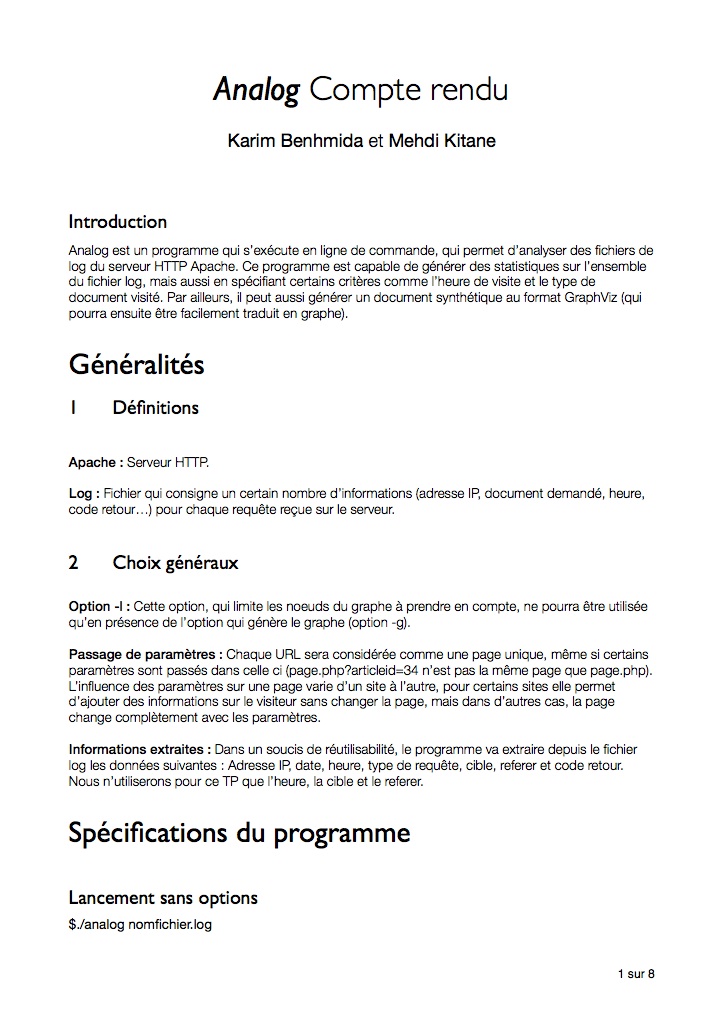 Analog Compte rendu
Karim Benhmida et Mehdi Kitane
Introduction
Analog est un programme qui s'exécute en ligne de commande, qui permet d'analyser des fichiers de
log du serveur HTTP Apache. Ce programme est capable de générer des statistiques sur l'ensemble
du fichier log, mais aussi en spécifiant certains critères comme l'heure de visite et le type de
document visité. Par ailleurs, il peut aussi générer un document synthétique au format GraphViz (qui
pourra ensuite être facilement traduit en graphe).
Généralités
1 Définitions
Apache : Serveur HTTP.
Log : Fichier qui consigne un certain nombre d'informations (adresse IP, document demandé, heure,
code retour…) pour chaque requête reçue sur le serveur.
2 Choix généraux
Option -l : Cette option, qui limite les noeuds du graphe à prendre en compte, ne pourra être utilisée
qu'en présence de l'option qui génère le graphe (option -g).
Passage de paramètres : Chaque URL sera considérée comme une page unique, même si certains
paramètres sont passés dans celle ci (page.php?articleid=34 n'est pas la même page que page.php).
L'influence des paramètres sur une page varie d'un site à l'autre, pour certains sites elle permet
d'ajouter des informations sur le visiteur sans changer la page, mais dans d'autres cas, la page
change complètement avec les paramètres.
Informations extraites : Dans un soucis de réutilisabilité, le programme va extraire depuis le fichier
log les données suivantes : Adresse IP, date, heure, type de requête, cible, referer et code retour.
Nous n'utiliserons pour ce TP que l'heure, la cible et le referer.
Spécifications du programme
Lancement sans options
$./analog nomfichier.log
1 sur 8